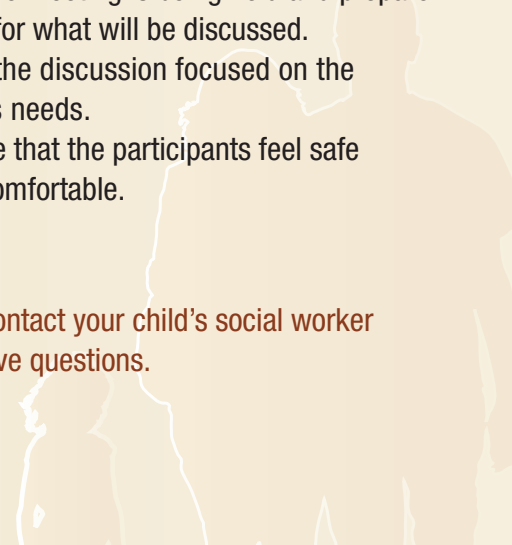 for what will be discussed.
the discussion focused on the
s needs.
e that the participants feel safe
omfortable.
ontact your child’s social worker
ve questions.